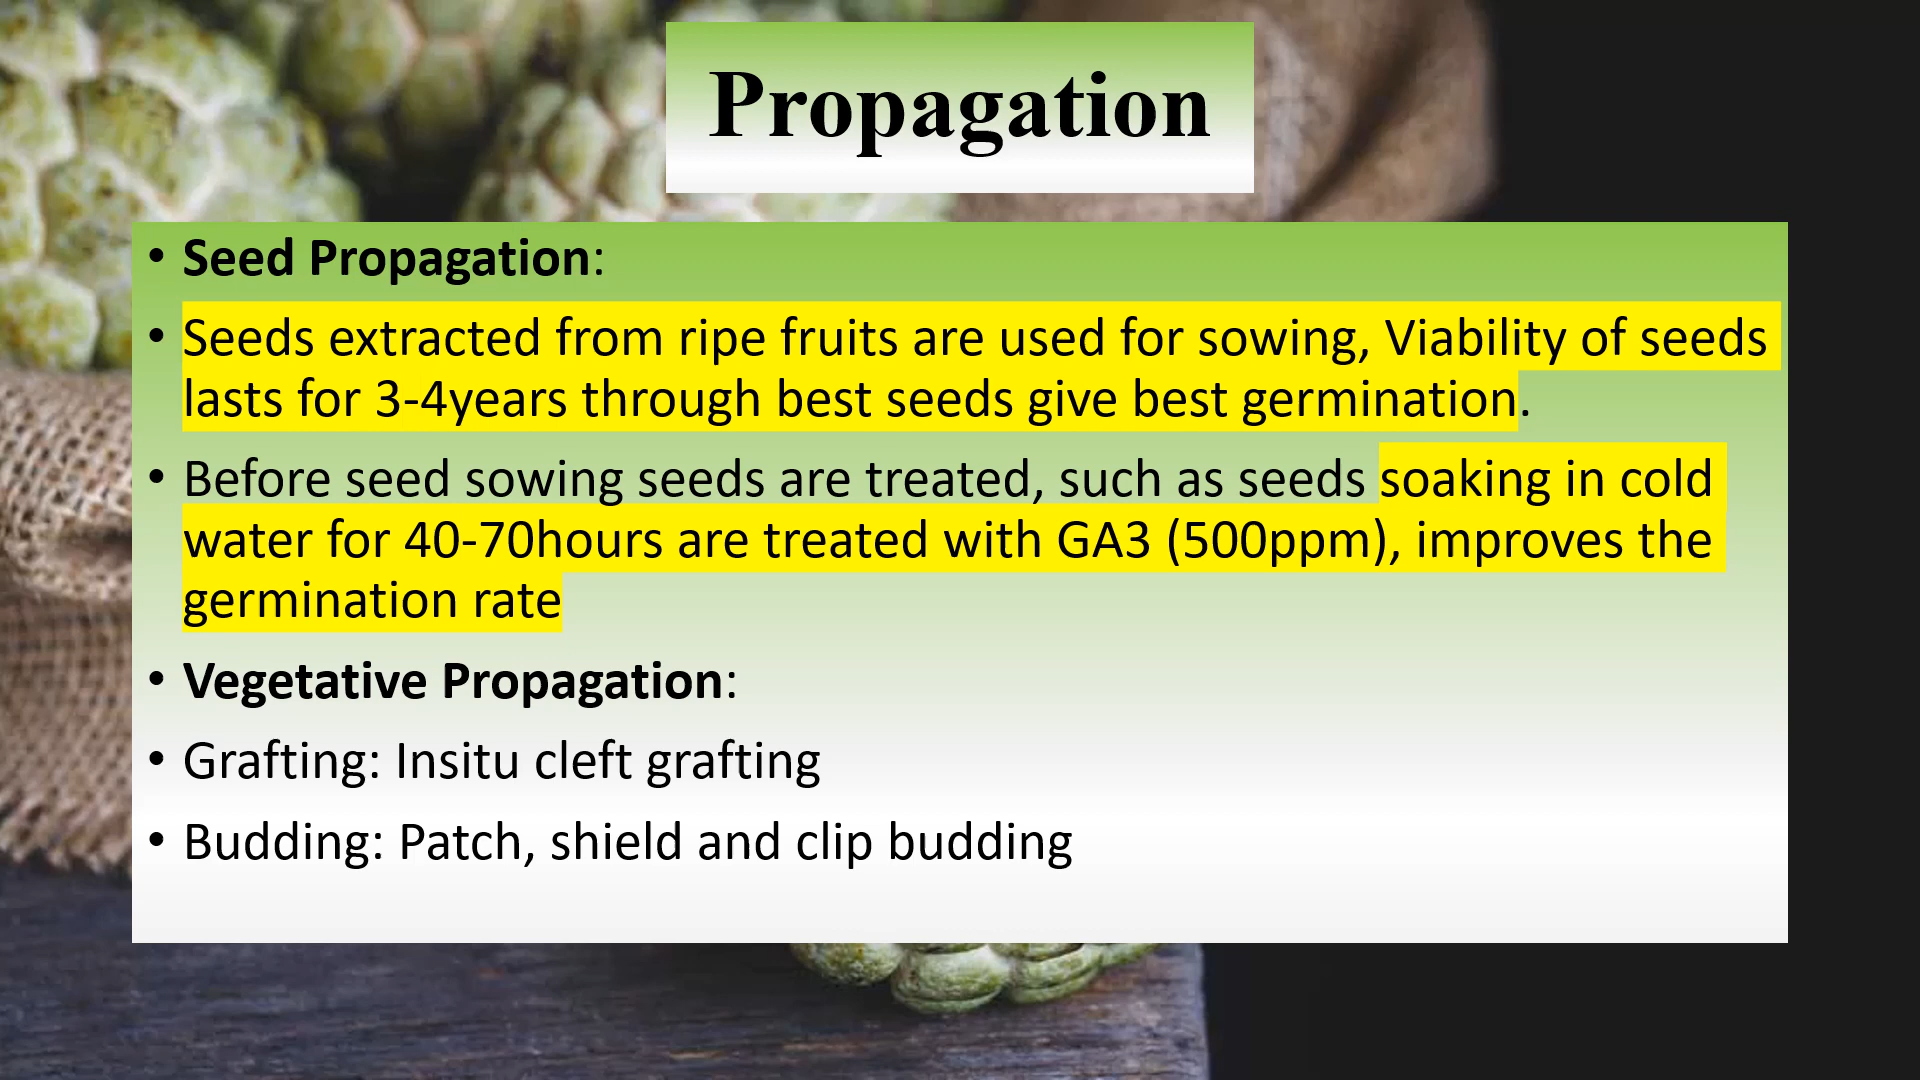 Propagation
• Seed Propagation:
• Seeds extracted from ripe fruits are used for sowing, Viability of seeds
lasts for 3-4years through best seeds give best germination.
• Before seed sowing seeds are treated, such as seeds soaking in cold
water for 40-70hours are treated with GA3 (500ppm), improves the
germination rate
• Vegetative Propagation:
• Grafting: Insitu cleft grafting
• Budding: Patch, shield and clip budding